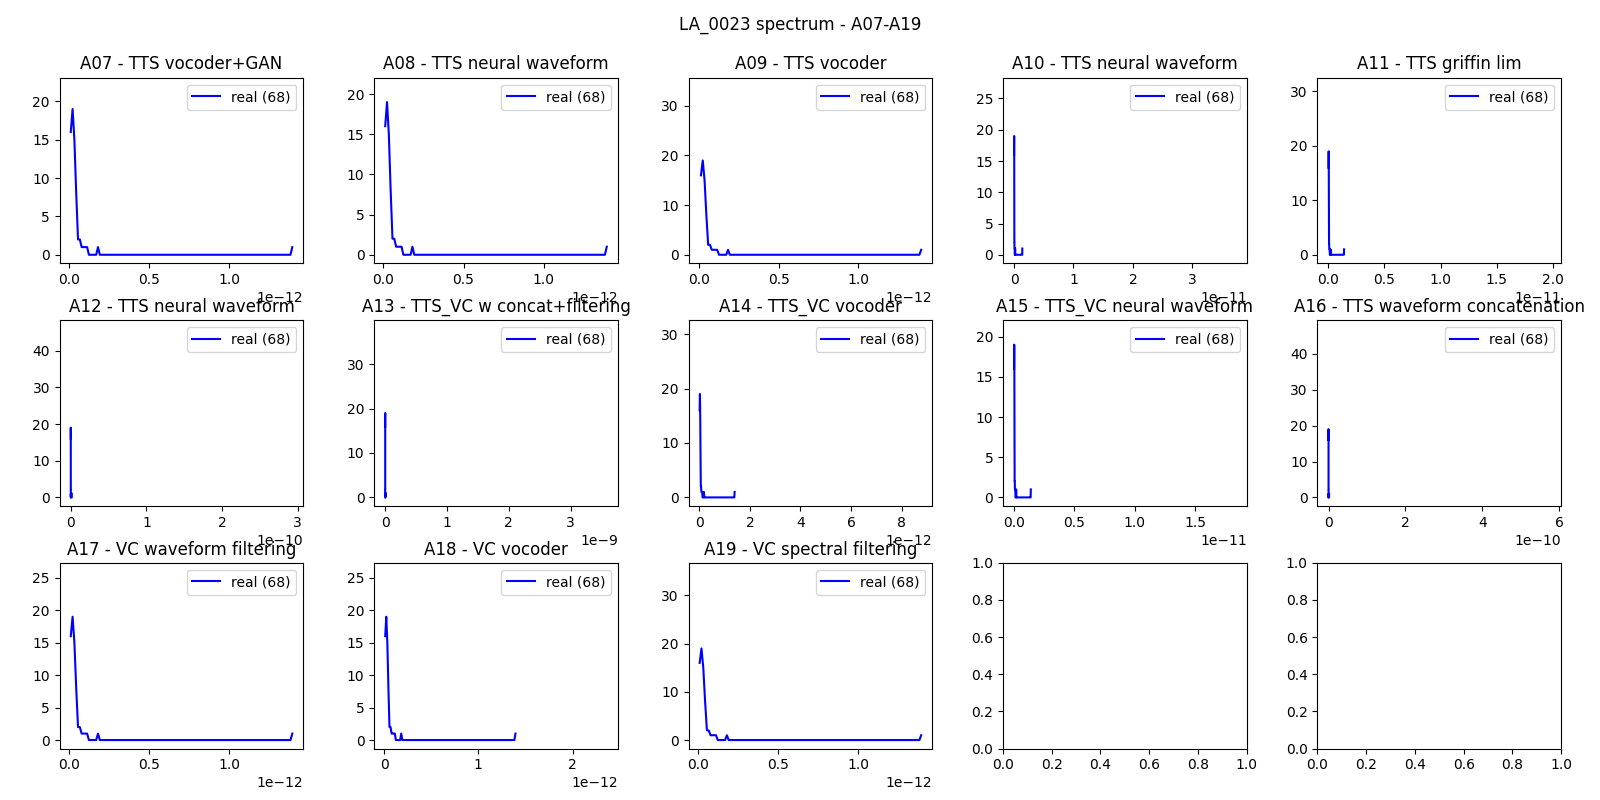 LA_0023 spectrum - A07-A19
A07 - TTS vocoder+GAN
real (68)
20
15
10
5
0
0.0 0.5 1.0
1e−12
A08 - TTS neural waveform
real (68)
20.0
17.5
15.0
12.5
10.0
7.5
5.0
2.5
0.0
0.0 0.5 1.0
1e−12
A09 - TTS vocoder
real (68)
30
20
10
0
0.0 0.5 1.0
1e−12
A10 - TTS neural waveform
real (68)
25
20
15
10
5
0
0 1 2 3
1e−11
A11 - TTS griffin lim
real (68)
30
20
10
0
0.0 0.5 1.0 1.5 2.0
1e−11
A12 - TTS neural waveform
real (68)
40
30
20
10
0
0 1 2 3
1e−10
A13 - TTS_VC w concat+filtering
real (68)
30
20
10
0
0 1 2 3
1e−9
A14 - TTS_VC vocoder
real (68)
30
20
10
0
0 2 4 6 8
1e−12
A15 - TTS_VC neural waveform
real (68)
20
15
10
5
0
0.0 0.5 1.0 1.5
1e−11
A16 - TTS waveform concatenation
real (68)
40
30
20
10
0
0 2 4 6
1e−10
A17 - VC waveform filtering
real (68)
25
20
15
10
5
0
0.0 0.5 1.0
1e−12
A18 - VC vocoder
real (68)
25
20
15
10
5
0
0 1 2
1e−12
A19 - VC spectral filtering
real (68)
30
20
10
0
0.0 0.5 1.0
1e−12
1.0
0.8
0.6
0.4
0.2
0.0
0.0 0.2 0.4 0.6 0.8 1.0
1.0
0.8
0.6
0.4
0.2
0.0
0.0 0.2 0.4 0.6 0.8 1.0